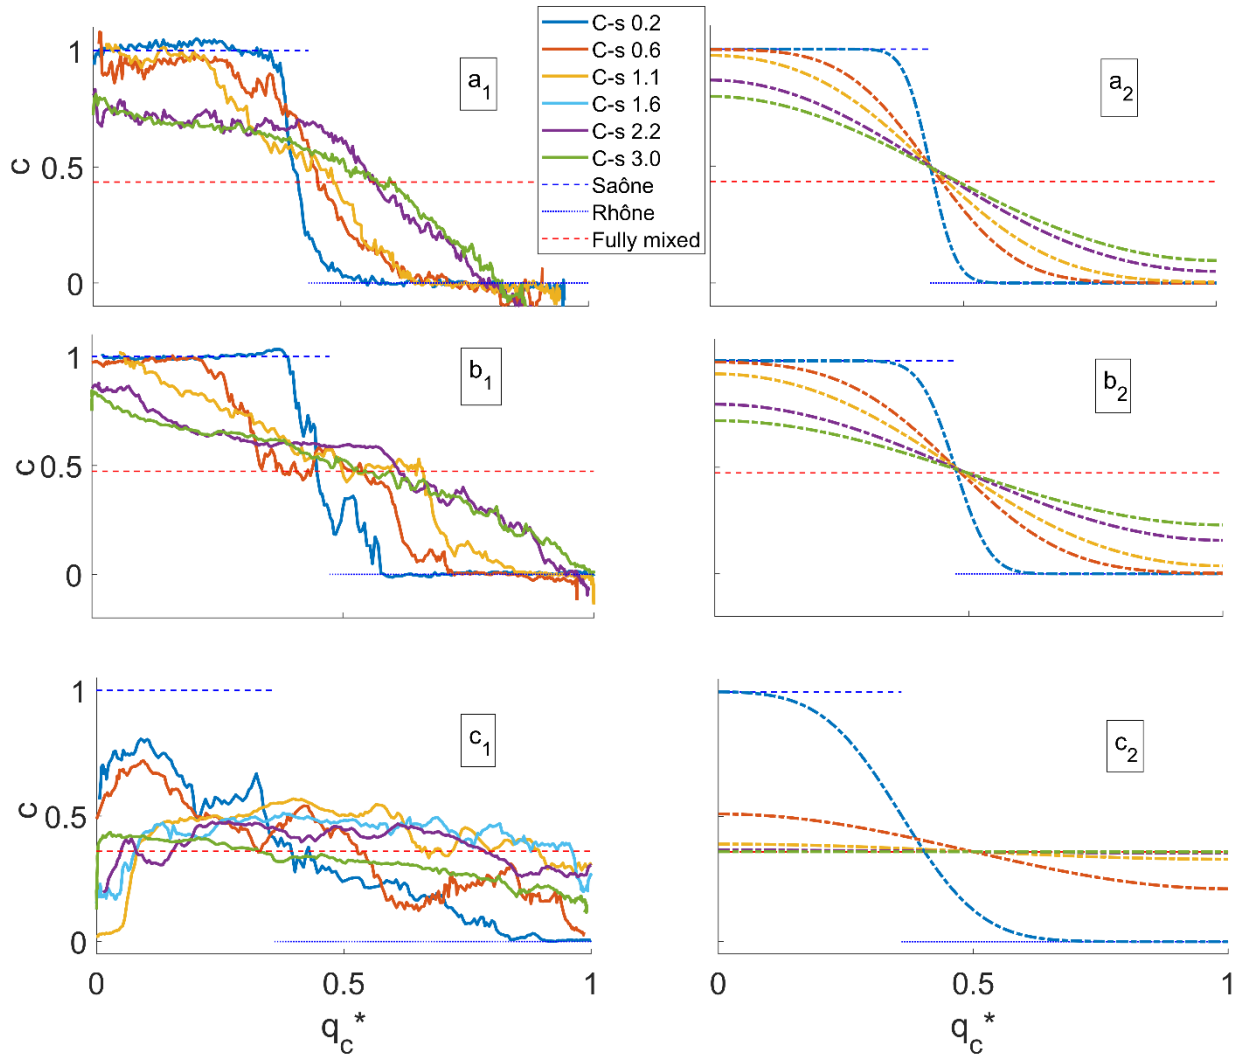 C-s 0.2
C-s 0.6
C-s 1.1
C-s 1.6
C-s 2.2
C-s 3.0
Saône
Rhône
Fully mixed
1
0.5
0
c
a1
a2
1
0.5
0
c
b1
b2
1
0.5
0
c
c1
c2
0 0.5 1
qc*
0 0.5 1
qc*